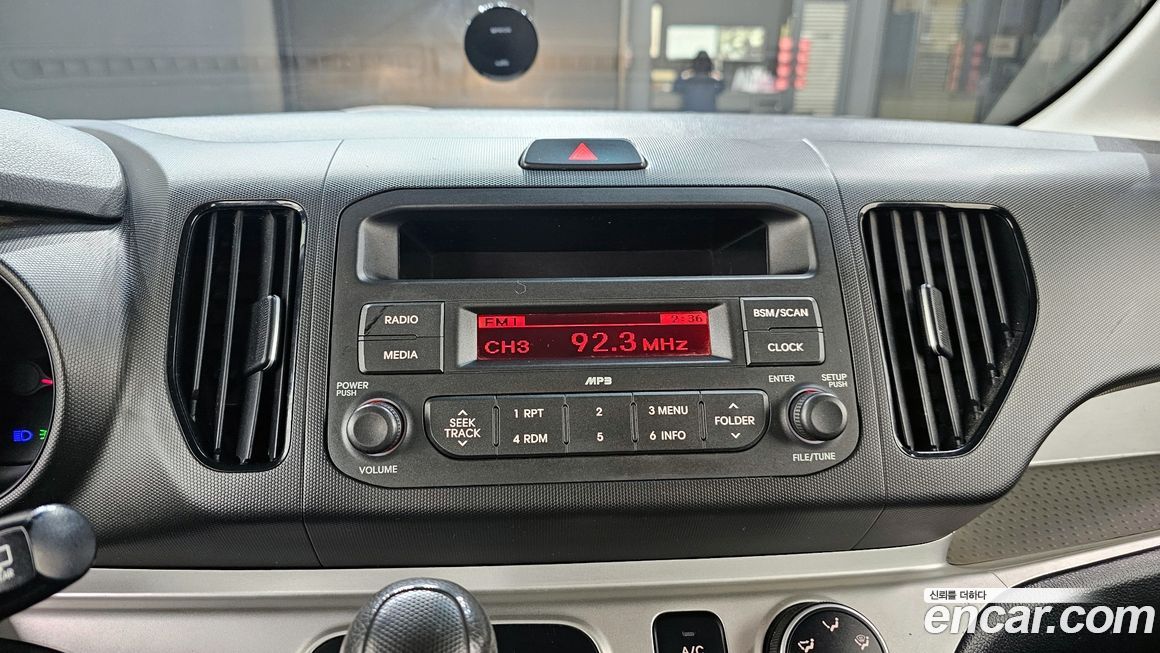 RADIO
MEDIA
FM1 2:36
CH3 92.3 MHz
BSM/SCAN
CLOCK
MP3
POWER
PUSH
VOLUME
SEEK
TRACK
1 RPT
2
3 MENU
4 RDM
5
6 INFO
FOLDER
ENTER
SETUP
PUSH
FILE/TUNE
A/C
신뢰를 더하다
encar.com